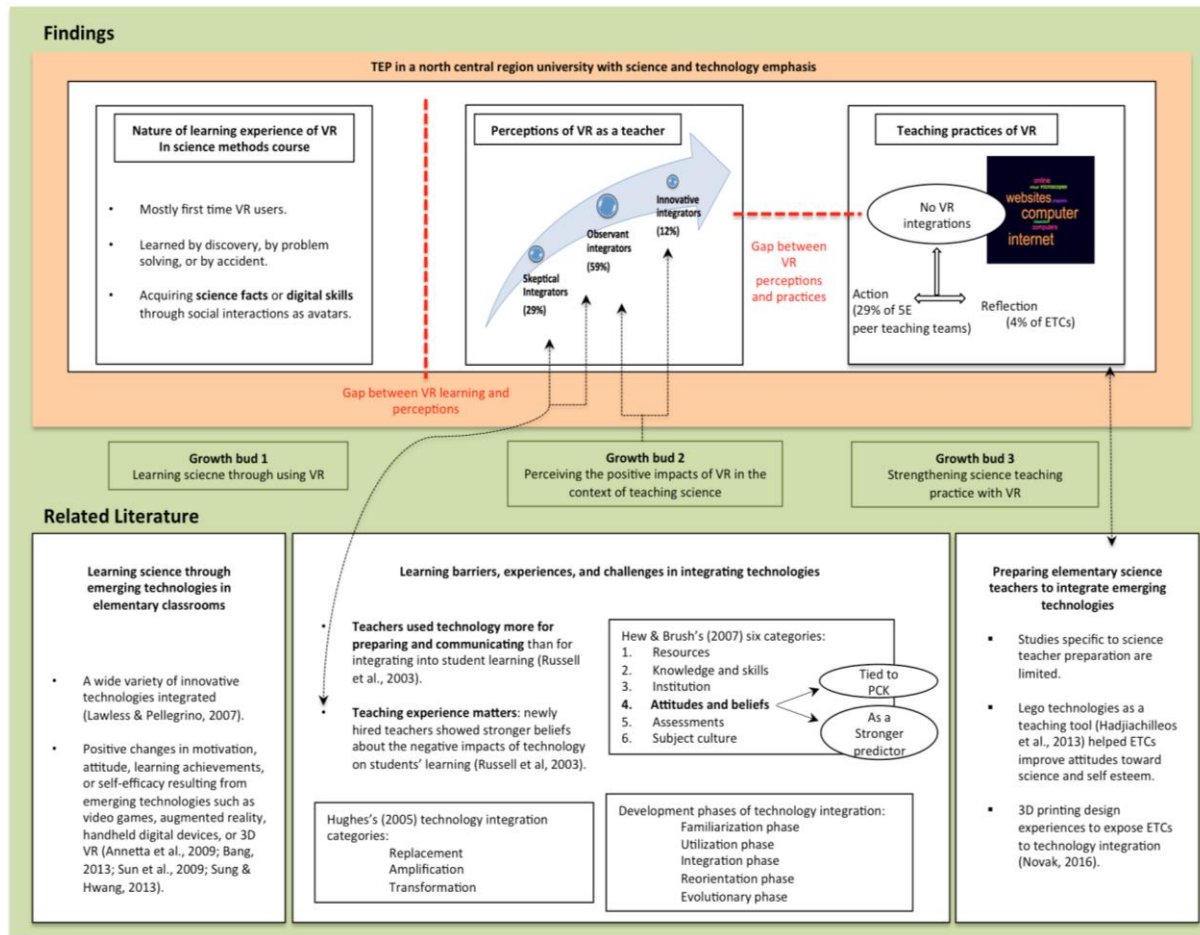 Findings
TEP in a north central region university with science and technology emphasis
Nature of learning experience of VR
In science methods course
• Mostly first time VR users.
• Learned by discovery, by problem
solving, or by accident.
• Acquiring science facts or digital skills
through social interactions as avatars.
Gap between VR learning and
perceptions
Perceptions of VR as a teacher
Skeptical
Integrators
(29%)
Observant
integrators
(59%)
Innovative
integrators
(12%)
Gap between
VR
perceptions
and practices
Teaching practices of VR
No VR
integrations
online
microscopes
websites
computer
computers
internet
Action
(29% of 5E
peer teaching teams)
Reflection
(4% of ETCs)
Growth bud 1
Learning sciecne through using VR
Growth bud 2
Perceiving the positive impacts of VR in the
context of teaching science
Growth bud 3
Strengthening science teaching
practice with VR
Related Literature
Learning science through
emerging technologies in
elementary classrooms
• A wide variety of innovative
technologies integrated
(Lawless & Pellegrino, 2007).
• Positive changes in motivation,
attitude, learning achievements,
or self-efficacy resulting from
emerging technologies such as
video games, augmented reality,
handheld digital devices, or 3D
VR (Annetta et al., 2009; Bang,
2013; Sun et al., 2009; Sung &
Hwang, 2013).
Learning barriers, experiences, and challenges in integrating technologies
• Teachers used technology more for
preparing and communicating than for
integrating into student learning (Russell
et al., 2003).
• Teaching experience matters: newly
hired teachers showed stronger beliefs
about the negative impacts of technology
on students' learning (Russell et al, 2003).
Hew & Brush's (2007) six categories:
1. Resources
2. Knowledge and skills
3. Institution
4. Attitudes and beliefs
5. Assessments
6. Subject culture
Tied to
PCK
As a
Stronger
predictor
Hughes's (2005) technology integration
categories:
Replacement
Amplification
Transformation
Development phases of technology integration:
Familiarization phase
Utilization phase
Integration phase
Reorientation phase
Evolutionary phase
Preparing elementary science
teachers to integrate emerging
technologies
▪ Studies specific to science
teacher preparation are
limited.
▪ Lego technologies as a
teaching tool (Hadjiachilleos
et al., 2013) helped ETCs
improve attitudes toward
science and self esteem.
▪ 3D printing design
experiences to expose ETCs
to technology integration
(Novak, 2016).